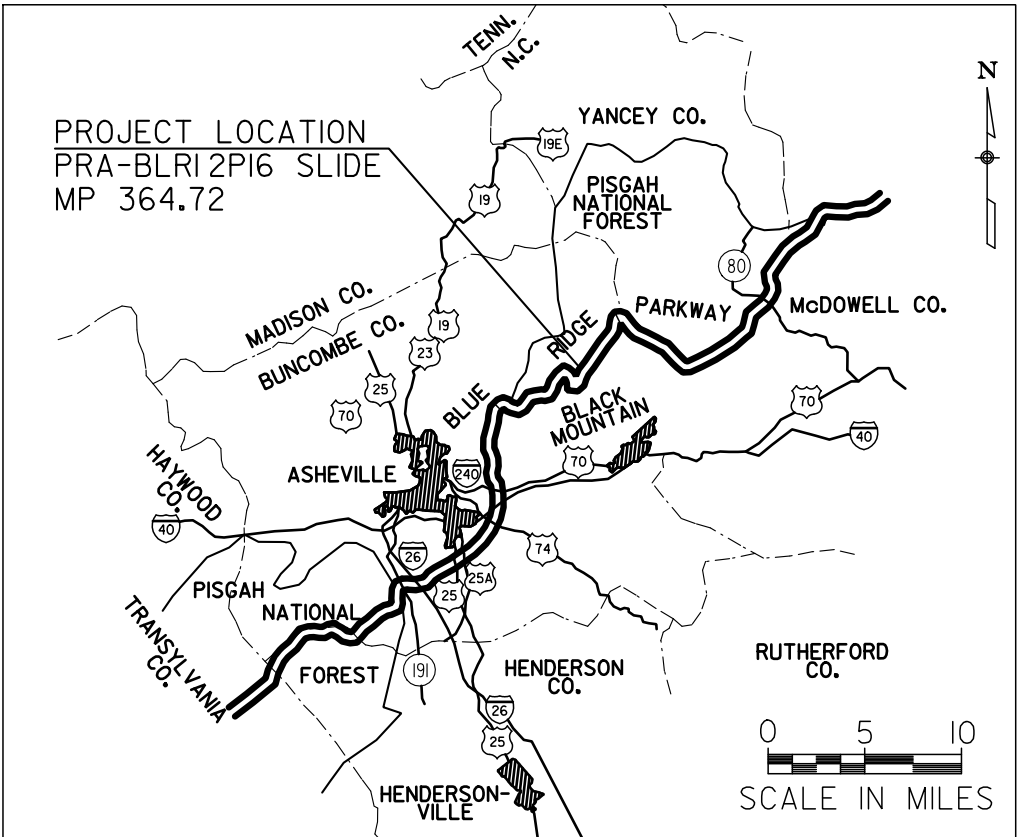 TENN.
N.C.
N
PROJECT LOCATION
PRA-BLRI 2P16 SLIDE
MP 364.72
YANCEY CO.
19E
19
PISGAH
NATIONAL
FOREST
80
MADISON CO.
BUNCOMBE CO.
19
23
25
70
BLUE
RIDGE
PARKWAY
McDOWELL CO.
BLACK
MOUNTAIN
70
40
70
HAYWOOD
CO.
ASHEVILLE
240
40
26
74
25A
25
PISGAH
NATIONAL
FOREST
TRANSYLVANIA
CO.
191
HENDERSON
CO.
RUTHERFORD
CO.
26
25
HENDERSON-
VILLE
0 5 10
SCALE IN MILES